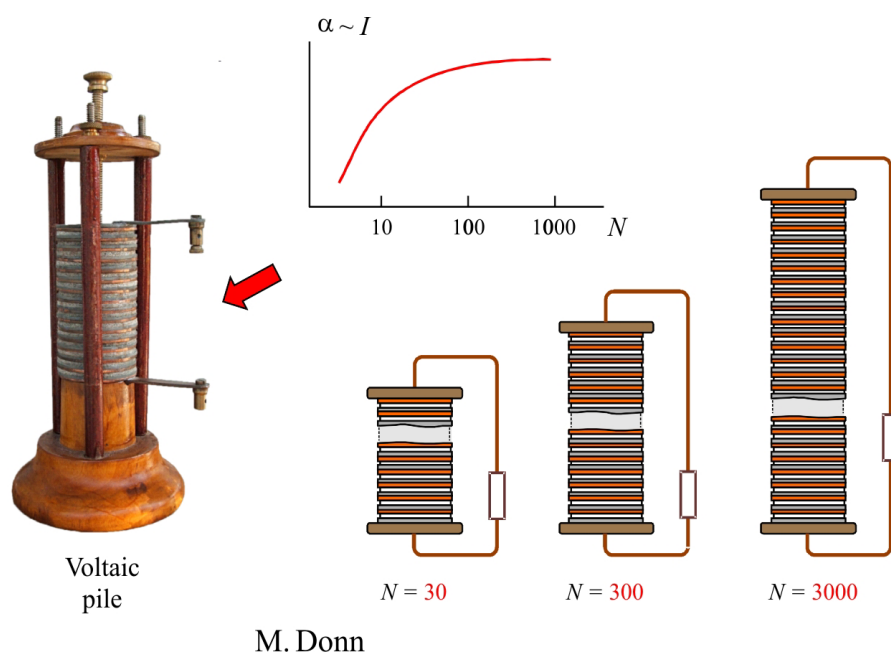 α ~ I
10 100 1000 N
Voltaic
pile
N = 30
N = 300
N = 3000
M. Donn